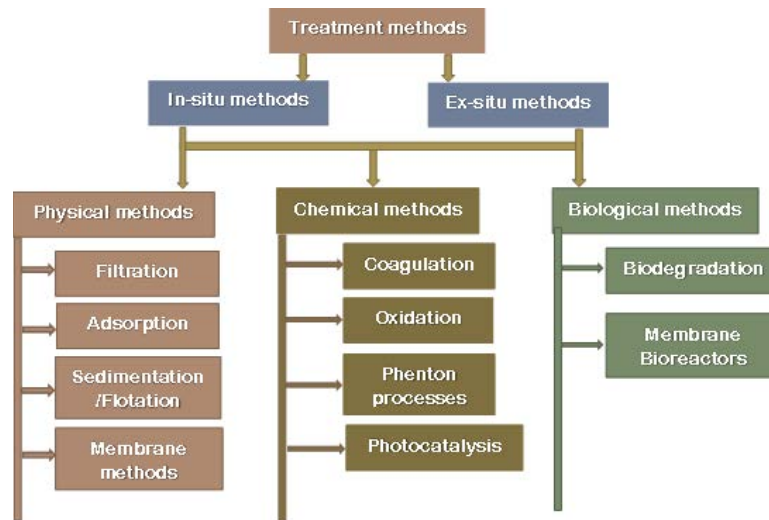 Treatment methods
In-situ methods
Ex-situ methods
Physical methods
Filtration
Adsorption
Sedimentation
/Flotation
Membrane
methods
Chemical methods
Coagulation
Oxidation
Phenton
processes
Photocatalysis
Biological methods
Biodegradation
Membrane
Bioreactors